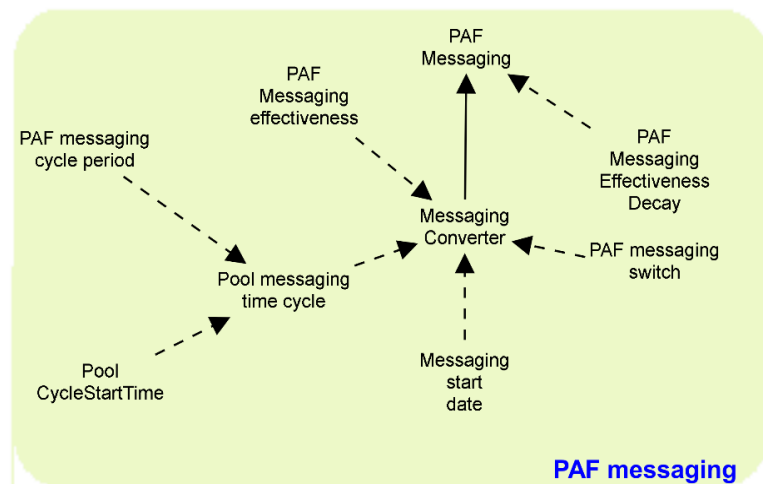 PAF
Messaging
PAF
Messaging
effectiveness
PAF messaging
cycle period
PAF
Messaging
Effectiveness
Decay
Messaging
Converter
PAF messaging
switch
Pool messaging
time cycle
Pool
CycleStartTime
Messaging
start
date
PAF messaging